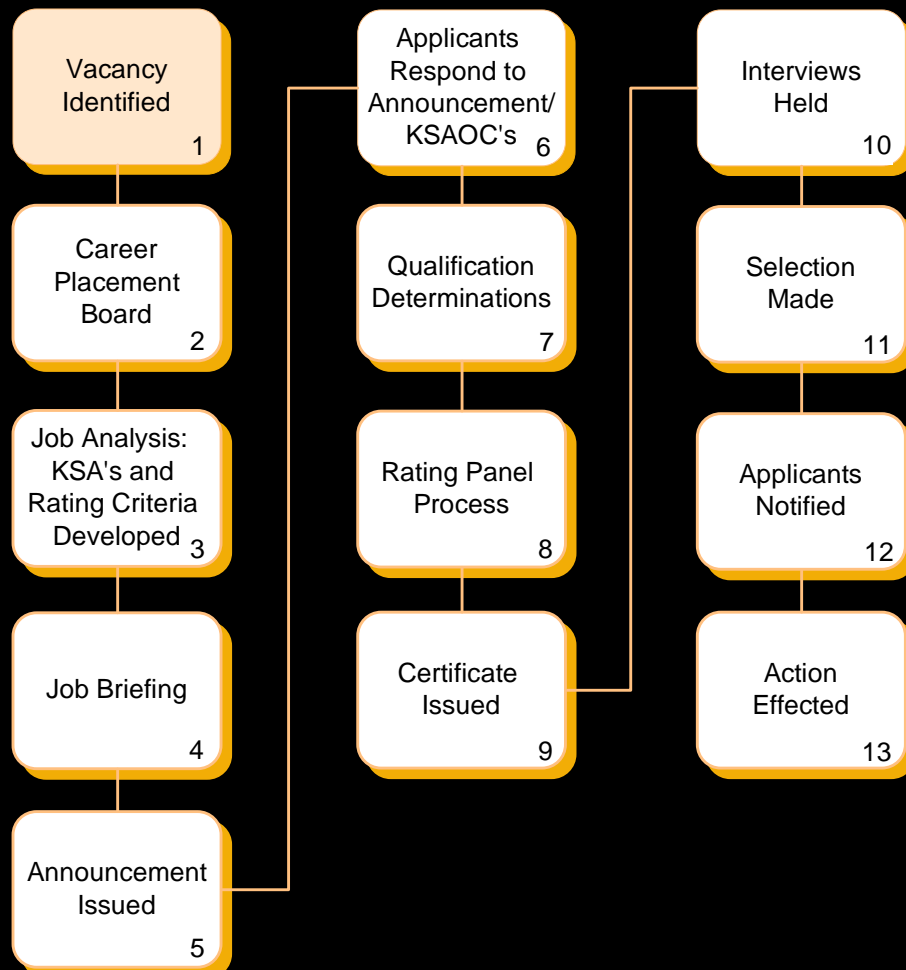 Vacancy
Identified
1
Career
Placement
Board
2
Job Analysis:
KSA's and
Rating Criteria
Developed
3
Job Briefing
4
Announcement
Issued
5
Applicants
Respond to
Announcement/
KSAOC's
6
Qualification
Determinations
7
Rating Panel
Process
8
Certificate
Issued
9
Interviews
Held
10
Selection
Made
11
Applicants
Notified
12
Action
Effected
13